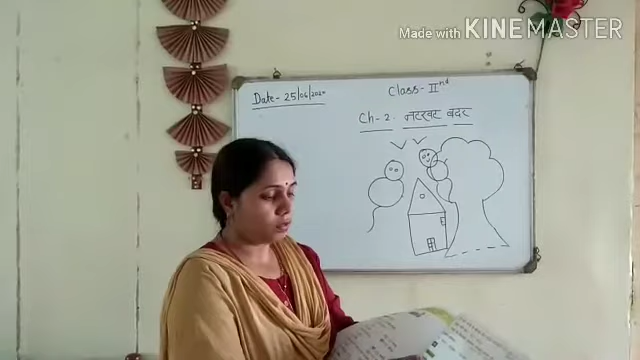 Made with KINEMASTER
Date- 25/06/2020
Class- IInd
Ch-2. नटखट बंदर